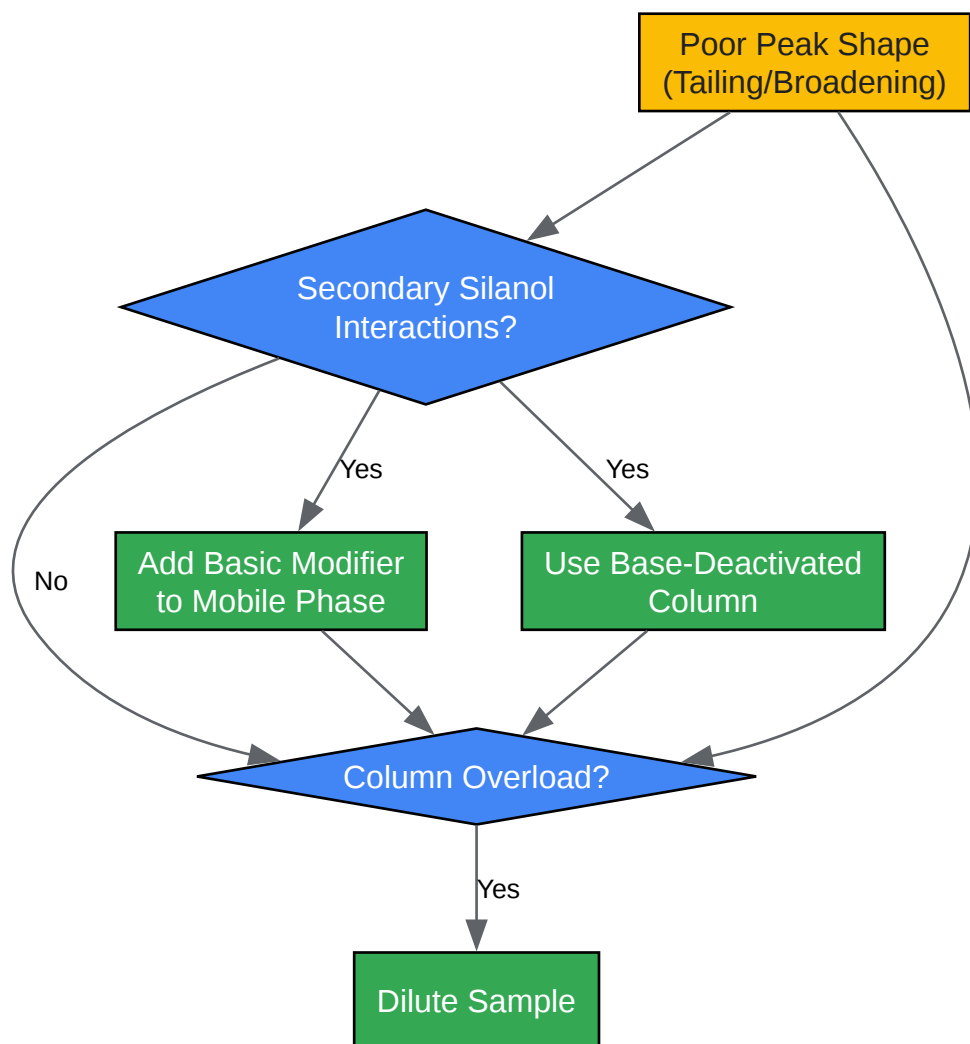 Poor Peak Shape
(Tailing/Broadening)
Secondary Silanol
Interactions?
Yes
Yes
Add Basic Modifier
to Mobile Phase
Use Base-Deactivated
Column
No
Column Overload?
Yes
Dilute Sample